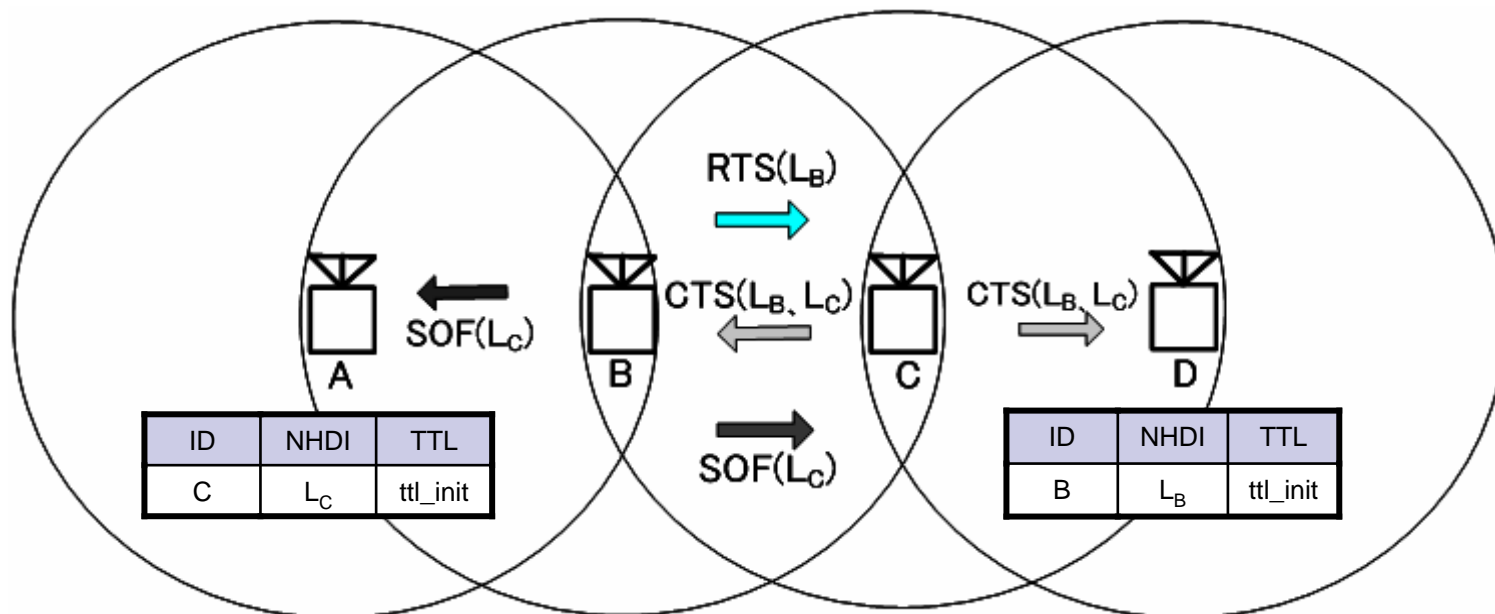 RTS(L_B)
CTS(L_B、L_C)
CTS(L_B、L_C)
SOF(L_C)
A
B
C
D
SOF(L_C)
ID NHDI TTL
C L_C ttl_init
ID NHDI TTL
B L_B ttl_init